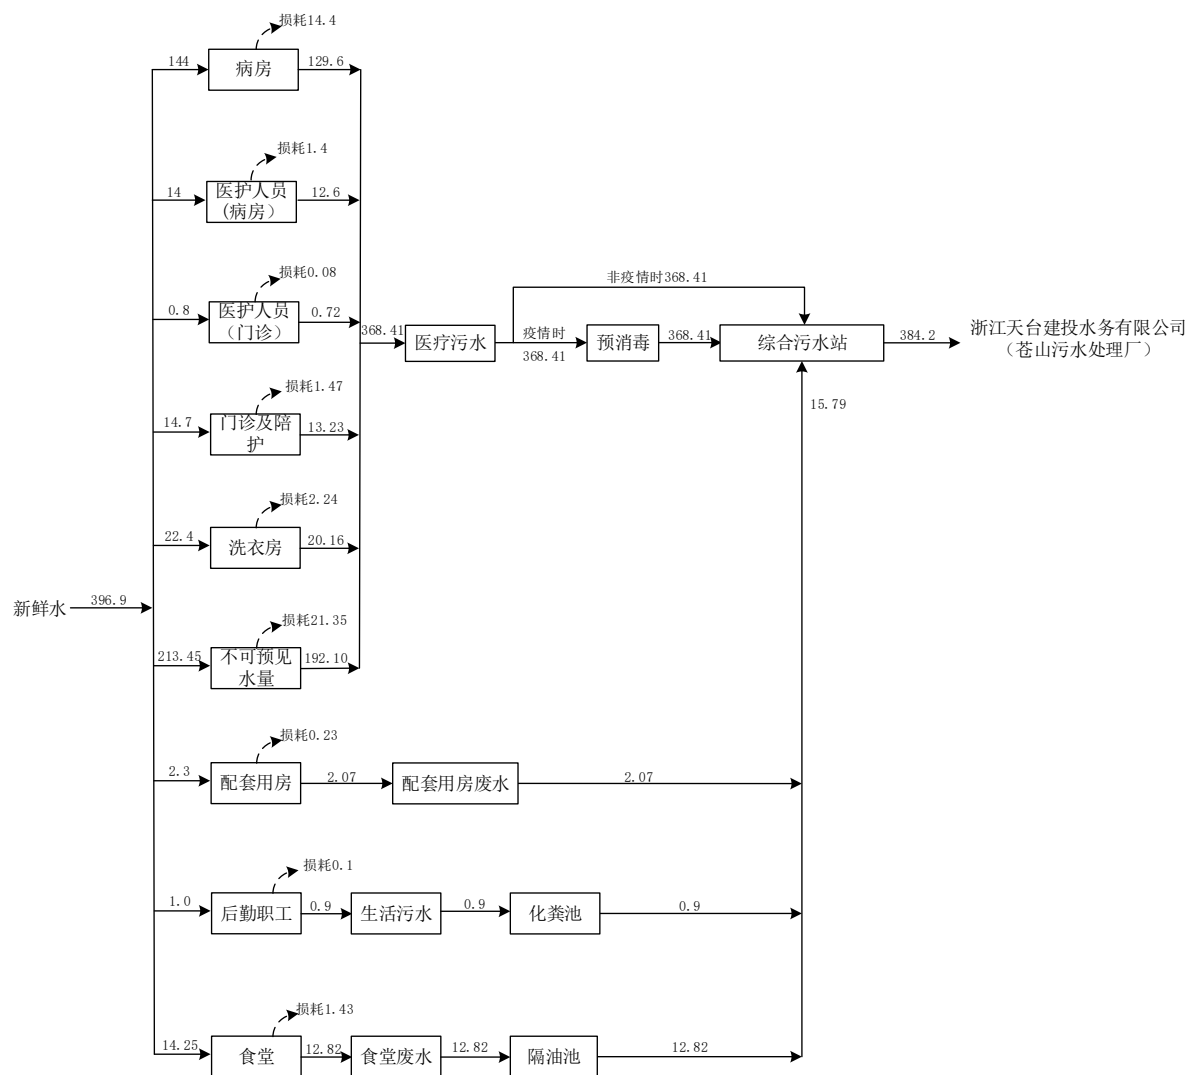 损耗14.4
144
病房
129.6
损耗1.4
14
医护人员
(病房）
12.6
损耗0.08
0.8
医护人员
（门诊）
0.72
非疫情时368.41
368.41
医疗污水
疫情时
368.41
预消毒
368.41
综合污水站
384.2
浙江天台建投水务有限公司
（苍山污水处理厂）
损耗1.47
14.7
门诊及陪
护
13.23
15.79
损耗2.24
22.4
洗衣房
20.16
新鲜水
396.9
损耗21.35
213.45
不可预见
水量
192.10
损耗0.23
2.3
配套用房
2.07
配套用房废水
2.07
损耗0.1
1.0
后勤职工
0.9
生活污水
0.9
化粪池
0.9
损耗1.43
14.25
食堂
12.82
食堂废水
12.82
隔油池
12.82